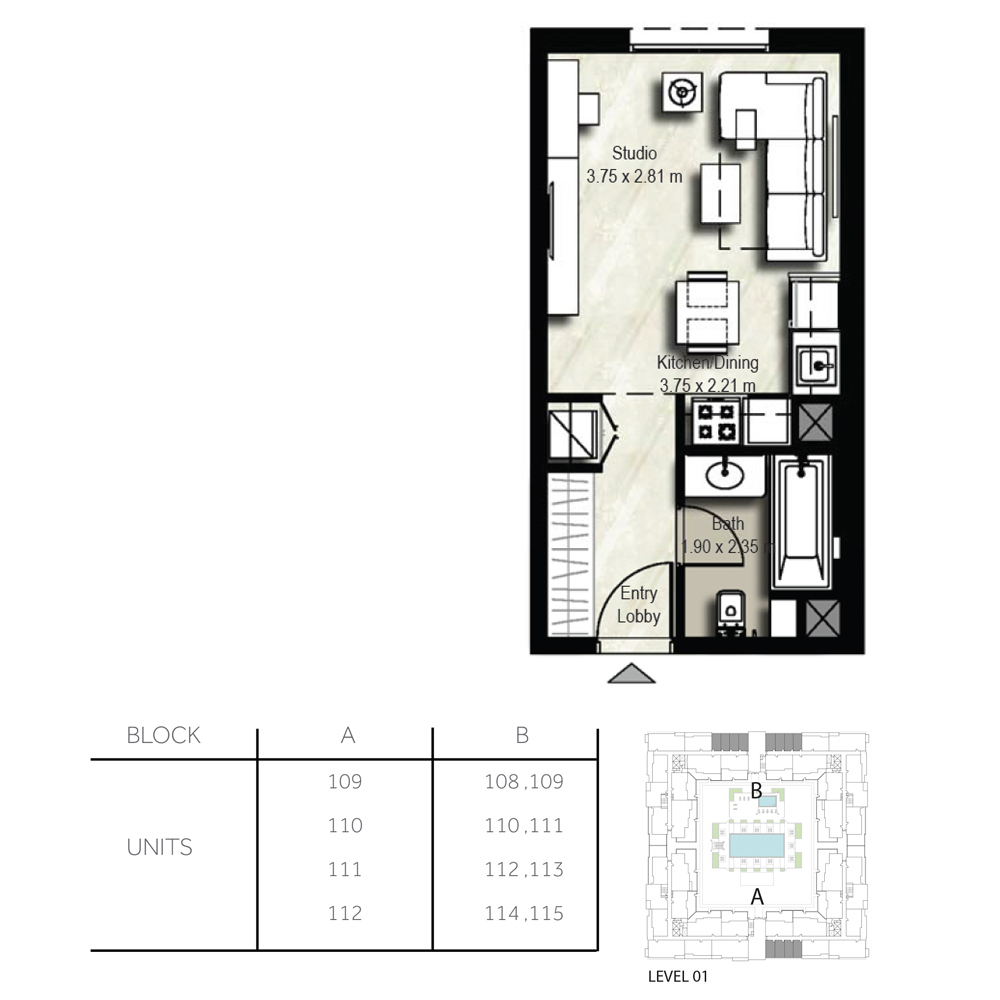 Studio
3.75 x 2.81 m
Kitchen/Dining
3.75 x 2.21 m
Bath
1.90 x 2.35 m
Entry
Lobby
BLOCK A B
UNITS
109 108 ,109
110 110 ,111
111 112 ,113
112 114 ,115
B
A
LEVEL 01